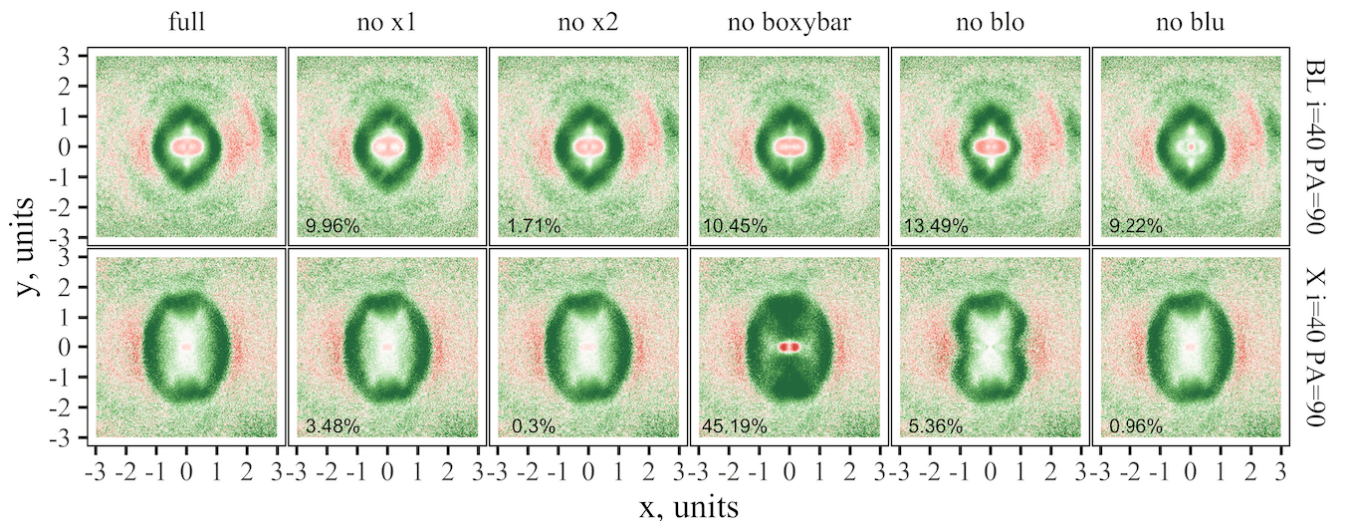 full no x1 no x2 no boxybar no blo no blu
3
2
1
0
-1
-2
-3
9.96% 1.71% 10.45% 13.49% 9.22%
BL i=40 PA=90
y, units
3
2
1
0
-1
-2
-3
3.48% 0.3% 45.19% 5.36% 0.96%
X i=40 PA=90
-3 -2 -1 0 1 2 3 -3 -2 -1 0 1 2 3 -3 -2 -1 0 1 2 3 -3 -2 -1 0 1 2 3 -3 -2 -1 0 1 2 3 -3 -2 -1 0 1 2 3
x, units